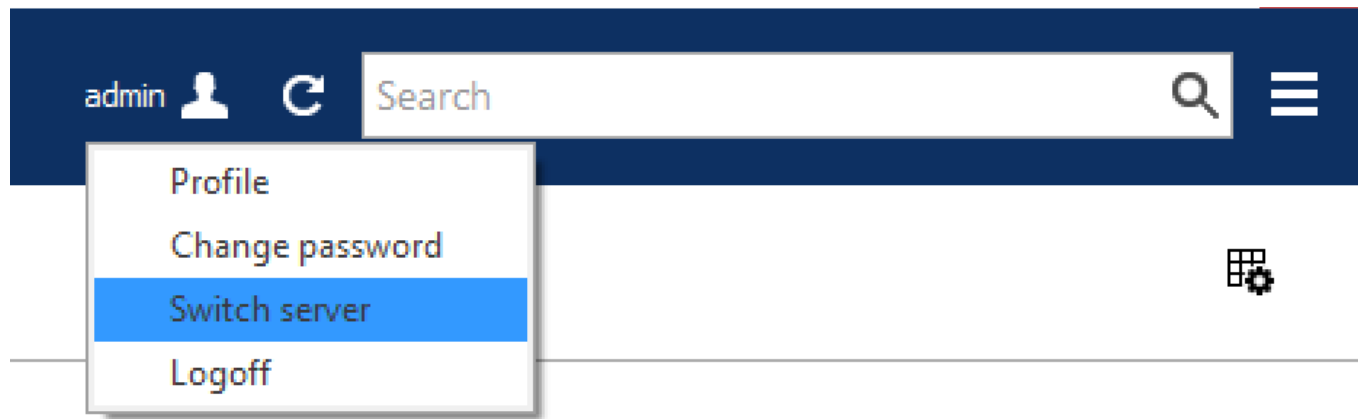 admin Search
Profile
Change password
Switch server
Logoff